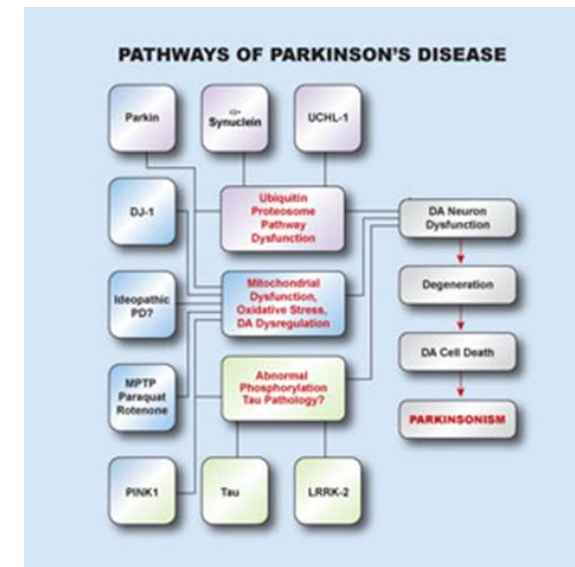 PATHWAYS OF PARKINSON'S DISEASE
Parkin
α-
Synuclein
UCHL-1
DJ-1
Ubiquitin
Proteosome
Pathway
Dysfunction
DA Neuron
Dysfunction
Ideopathic
PD?
Mitochondrial
Dysfunction,
Oxidative Stress,
DA Dysregulation
Degeneration
MPTP
Paraquat
Rotenone
Abnormal
Phosphorylation
Tau Pathology?
DA Cell Death
PARKINSONISM
PINK1
Tau
LRRK-2